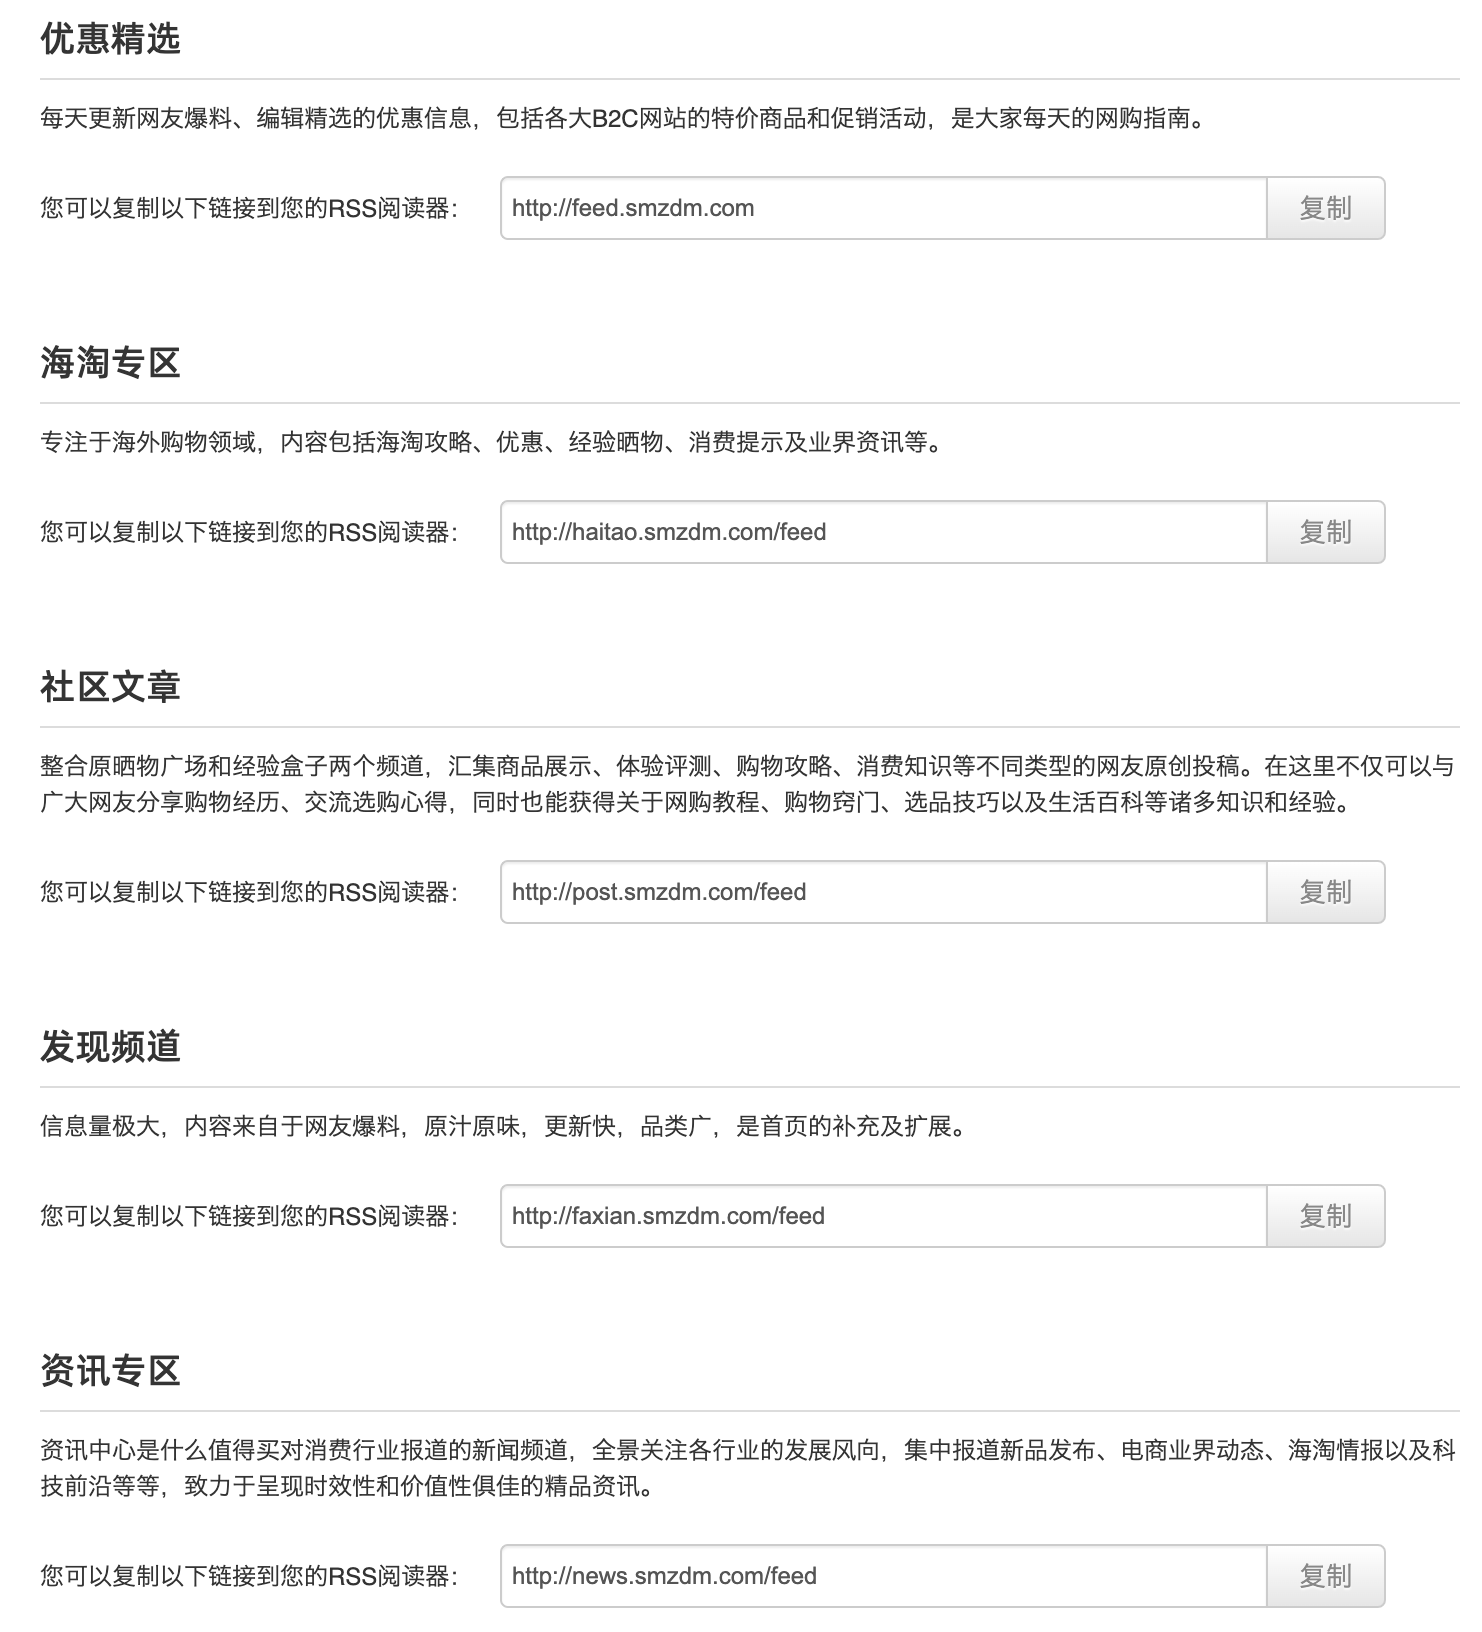 优惠精选
每天更新网友爆料、编辑精选的优惠信息，包括各大B2C网站的特价商品和促销活动，是大家每天的网购指南。
您可以复制以下链接到您的RSS阅读器： http://feed.smzdm.com 复制
海淘专区
专注于海外购物领域，内容包括海淘攻略、优惠、经验晒物、消费提示及业界资讯等。
您可以复制以下链接到您的RSS阅读器： http://haitao.smzdm.com/feed 复制
社区文章
整合原晒物广场和经验盒子两个频道，汇集商品展示、体验评测、购物攻略、消费知识等不同类型的网友原创投稿。在这里不仅可以与
广大网友分享购物经历、交流选购心得，同时也能获得关于网购教程、购物窍门、选品技巧以及生活百科等诸多知识和经验。
您可以复制以下链接到您的RSS阅读器： http://post.smzdm.com/feed 复制
发现频道
信息量极大，内容来自于网友爆料，原汁原味，更新快，品类广，是首页的补充及扩展。
您可以复制以下链接到您的RSS阅读器： http://faxian.smzdm.com/feed 复制
资讯专区
资讯中心是什么值得买对消费行业报道的新闻频道，全景关注各行业的发展风向，集中报道新品发布、电商业界动态、海淘情报以及科
技前沿等等，致力于呈现时效性和价值性俱佳的精品资讯。
您可以复制以下链接到您的RSS阅读器： http://news.smzdm.com/feed 复制